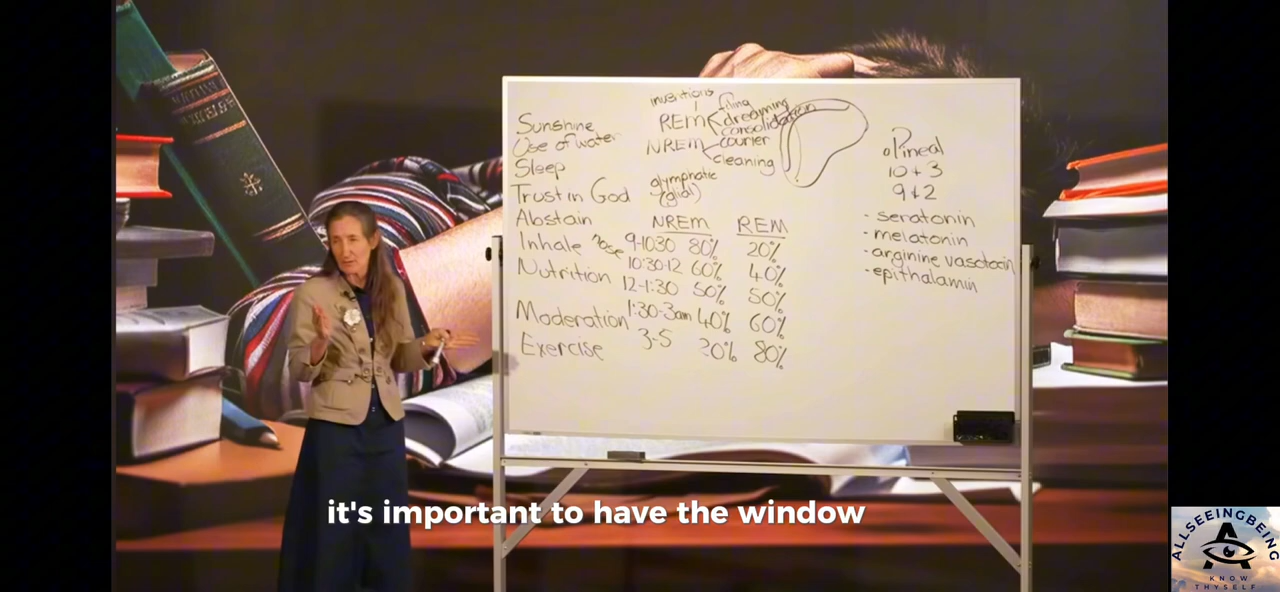 Sunshine
Use of water
Sleep
Trust in God
Abstain
Inhale nose
Nutrition
Moderation
Exercise
inventions
REM
filing
dreaming
consolidation
NREM
courier
cleaning
glymphatic
(glial)
NREM REM
9-10:30 80% 20%
10:30-12 60% 40%
12-1:30 50% 50%
1:30-3am 40% 60%
3-5 20% 80%
Pineal
10 + 3
9 & 2
- seratonin
- melatonin
- arginine vasotocin
- epithalamin
it's important to have the window
ALLSEEINGBEING
KNOW
THYSELF